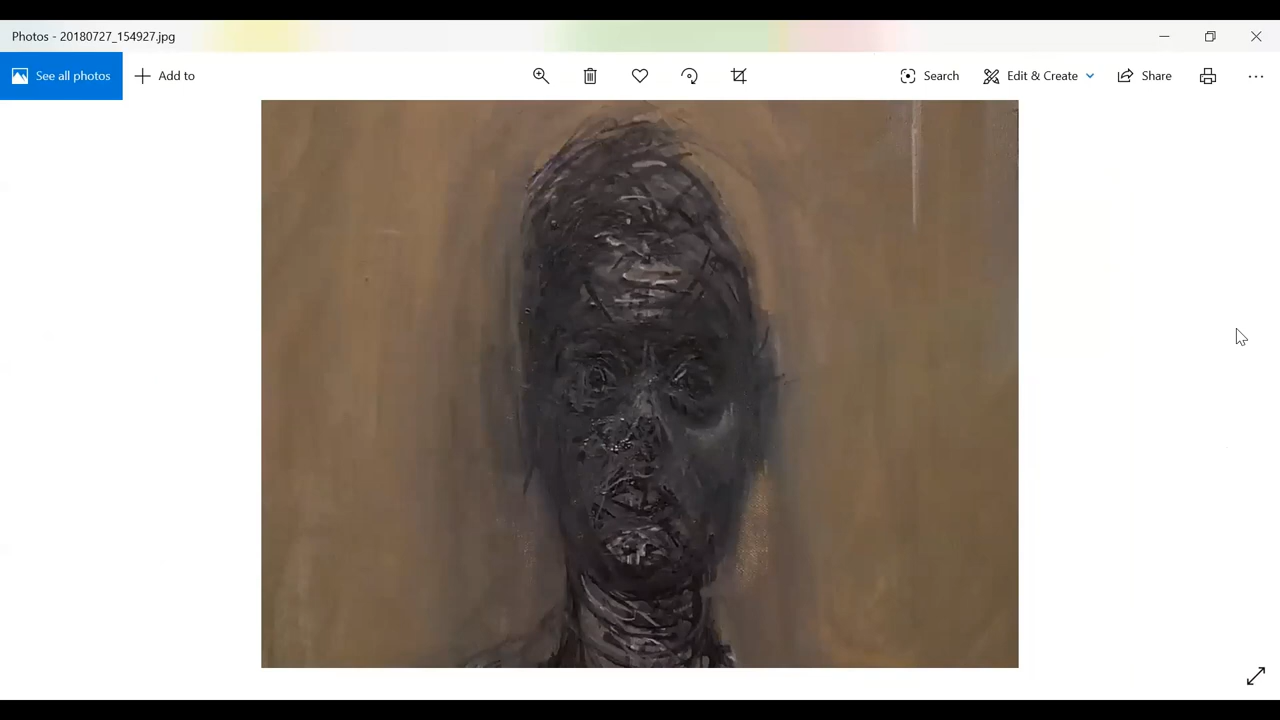 Photos - 20180727_154927.jpg
See all photos
Add to
Search
Edit & Create
Share